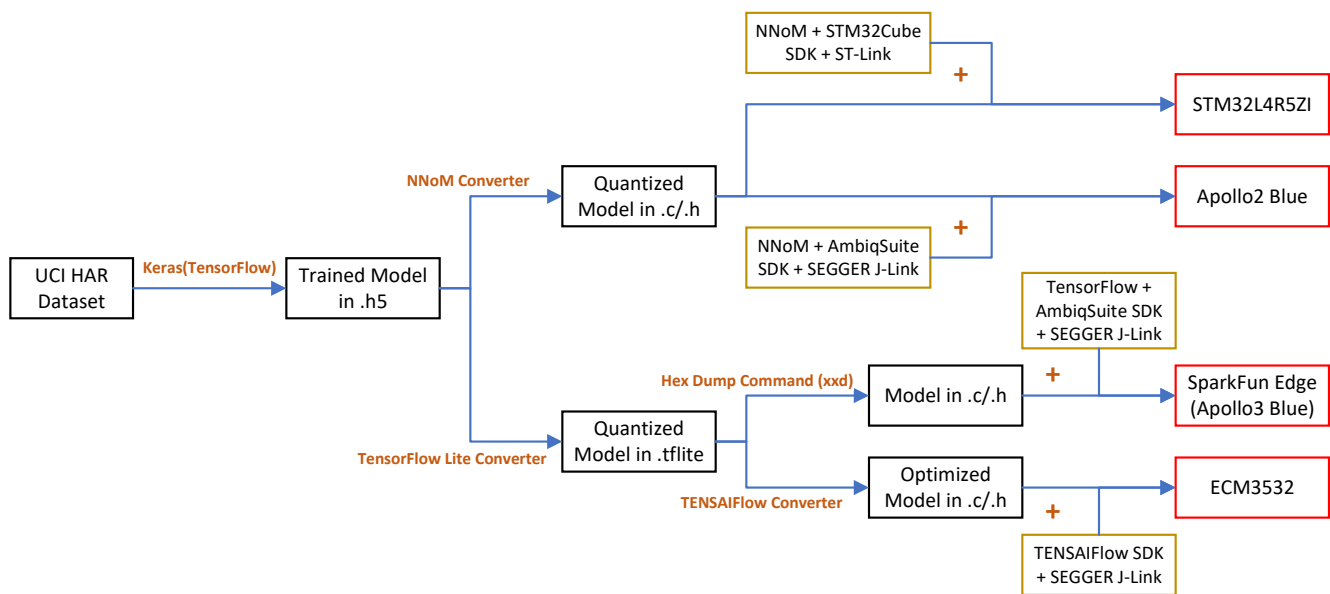 NNoM + STM32Cube
SDK + ST-Link
+
STM32L4R5ZI
NNoM Converter
Quantized
Model in .c/.h
Apollo2 Blue
+
NNoM + AmbiqSuite
SDK + SEGGER J-Link
UCI HAR
Dataset
Keras(TensorFlow)
Trained Model
in .h5
TensorFlow +
AmbiqSuite SDK
+ SEGGER J-Link
Hex Dump Command (xxd)
Model in .c/.h
+
SparkFun Edge
(Apollo3 Blue)
TensorFlow Lite Converter
Quantized
Model in .tflite
TENSAIFlow Converter
Optimized
Model in .c/.h
+
ECM3532
TENSAIFlow SDK
+ SEGGER J-Link